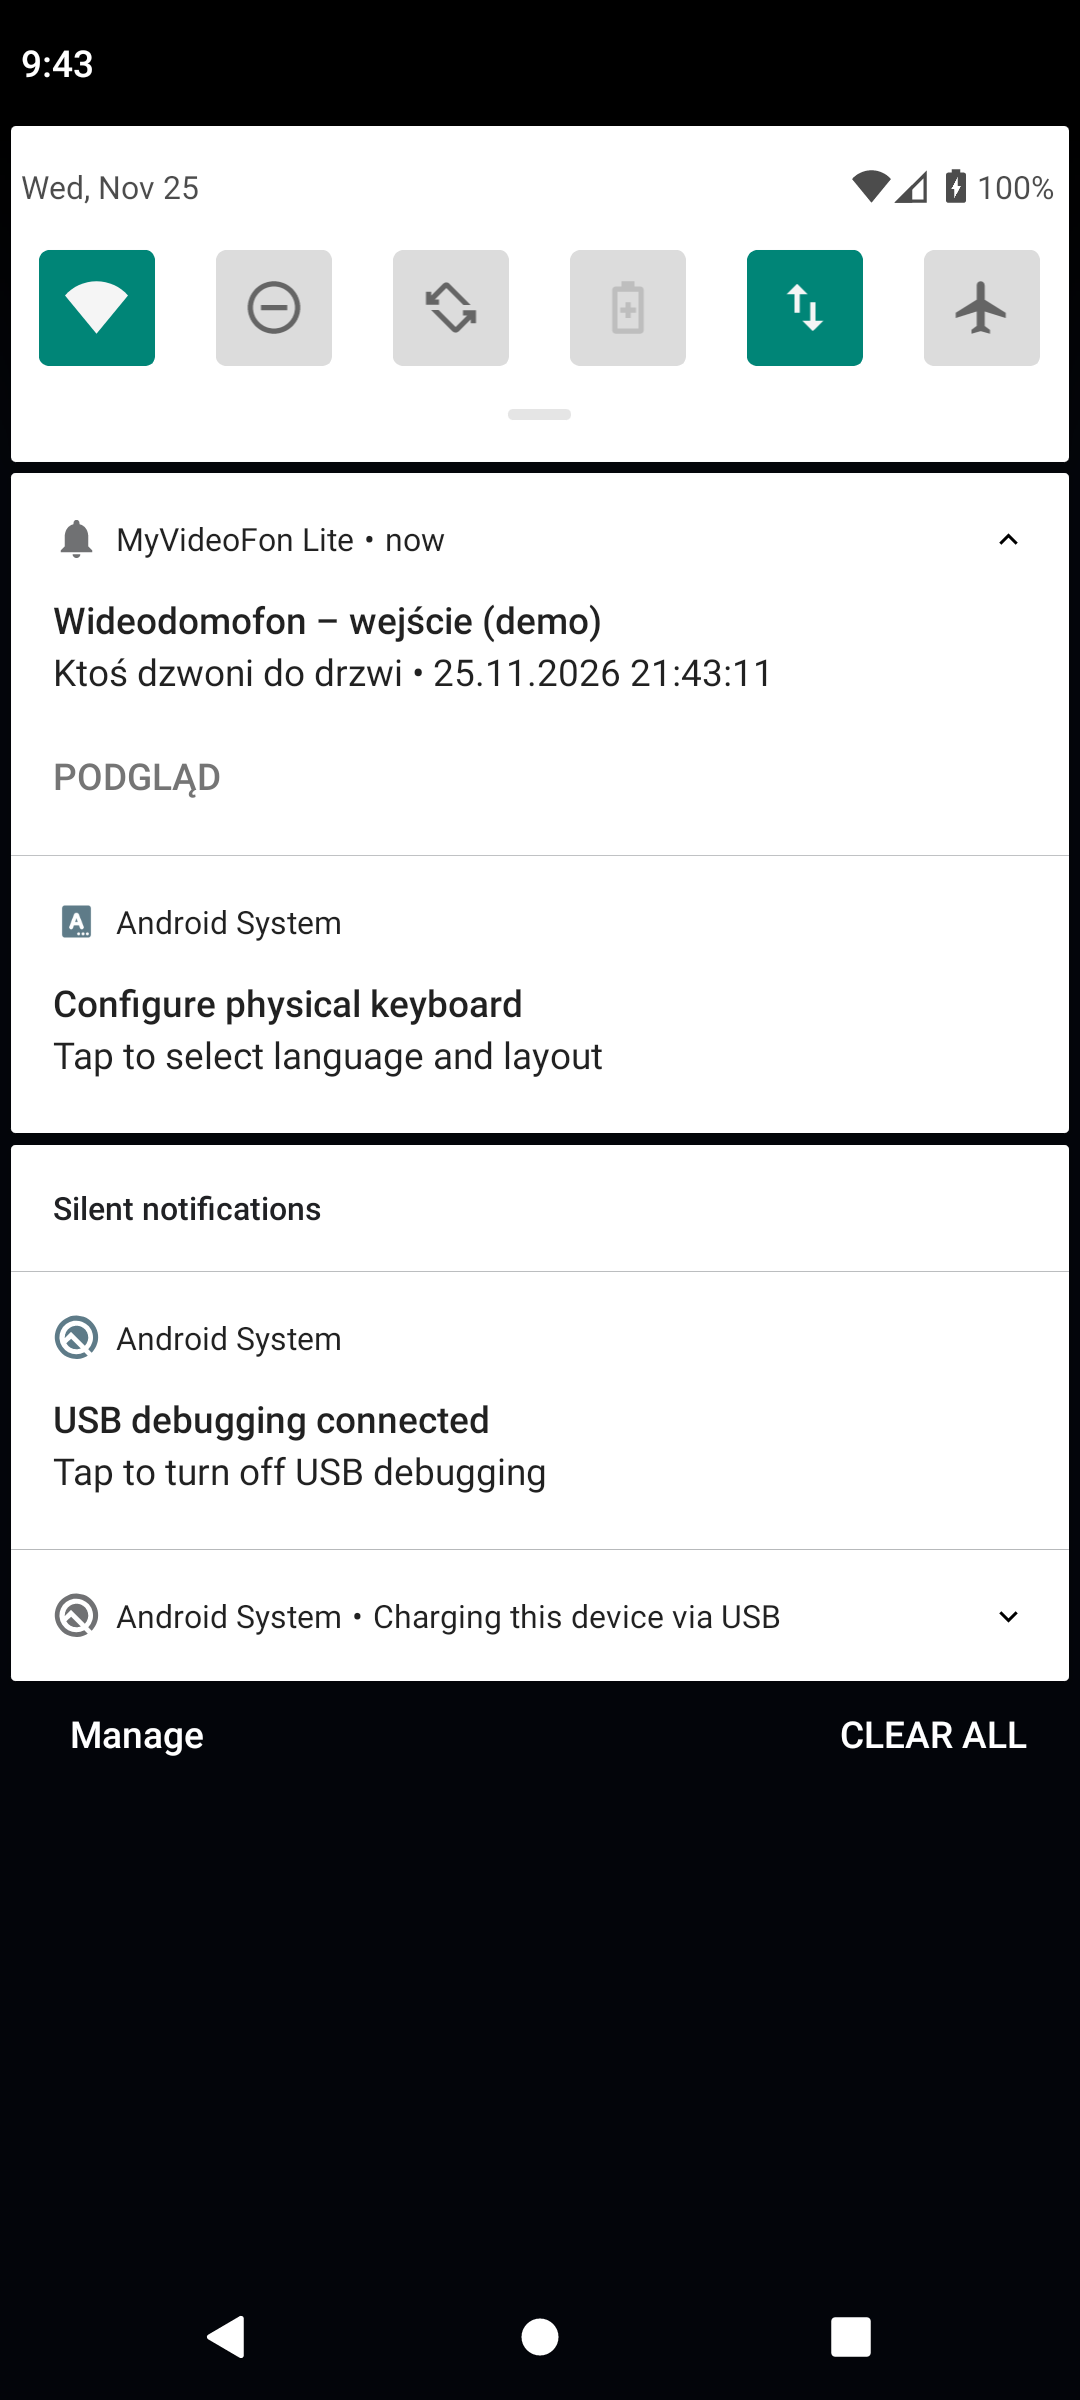 9:43
Wed, Nov 25 100%
MyVideoFon Lite • now
Wideodomofon – wejście (demo)
Ktoś dzwoni do drzwi • 25.11.2026 21:43:11
PODGLĄD
Android System
Configure physical keyboard
Tap to select language and layout
Silent notifications
Android System
USB debugging connected
Tap to turn off USB debugging
Android System • Charging this device via USB
Manage CLEAR ALL